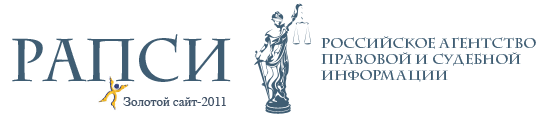 РАПСИ
Золотой сайт-2011
РОССИЙСКОЕ АГЕНТСТВО
ПРАВОВОЙ И СУДЕБНОЙ
ИНФОРМАЦИИ